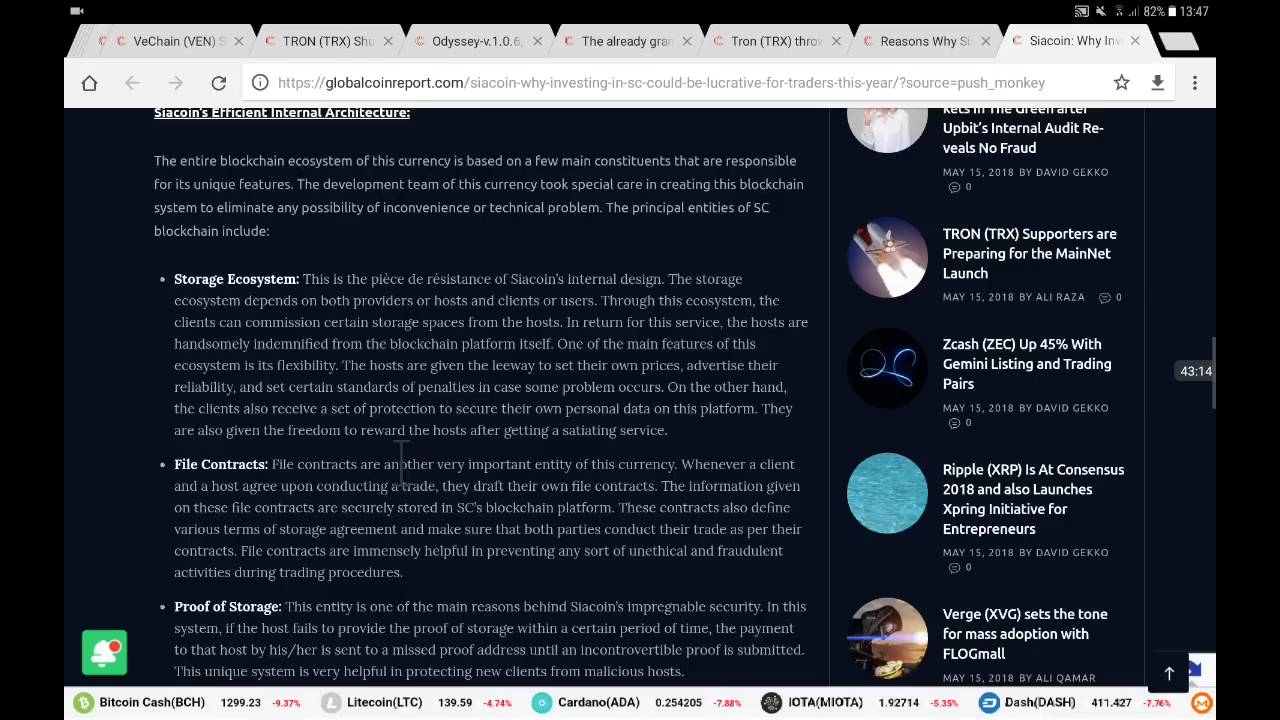 82% 13:47
VeChain (VEN) S
TRON (TRX) Shu
Odyssey-v.1.0.6,
The already gran
Tron (TRX) throw
Reasons Why Si
Siacoin: Why Inv
https://globalcoinreport.com/siacoin-why-investing-in-sc-could-be-lucrative-for-traders-this-year/?source=push_monkey
Siacoin's Efficient Internal Architecture:
The entire blockchain ecosystem of this currency is based on a few main constituents that are responsible
for its unique features. The development team of this currency took special care in creating this blockchain
system to eliminate any possibility of inconvenience or technical problem. The principal entities of SC
blockchain include:
• Storage Ecosystem: This is the pièce de résistance of Siacoin's internal design. The storage
ecosystem depends on both providers or hosts and clients or users. Through this ecosystem, the
clients can commission certain storage spaces from the hosts. In return for this service, the hosts are
handsomely indemnified from the blockchain platform itself. One of the main features of this
ecosystem is its flexibility. The hosts are given the leeway to set their own prices, advertise their
reliability, and set certain standards of penalties in case some problem occurs. On the other hand,
the clients also receive a set of protection to secure their own personal data on this platform. They
are also given the freedom to reward the hosts after getting a satiating service.
• File Contracts: File contracts are another very important entity of this currency. Whenever a client
and a host agree upon conducting a trade, they draft their own file contracts. The information given
on these file contracts are securely stored in SC's blockchain platform. These contracts also define
various terms of storage agreement and make sure that both parties conduct their trade as per their
contracts. File contracts are immensely helpful in preventing any sort of unethical and fraudulent
activities during trading procedures.
• Proof of Storage: This entity is one of the main reasons behind Siacoin's impregnable security. In this
system, if the host fails to provide the proof of storage within a certain period of time, the payment
to that host by his/her is sent to a missed proof address until an incontrovertible proof is submitted.
This unique system is very helpful in protecting new clients from malicious hosts.
kets in The Green after
Upbit's Internal Audit Re-
veals No Fraud
MAY 15, 2018 BY DAVID GEKKO
0
TRON (TRX) Supporters are
Preparing for the MainNet
Launch
MAY 15, 2018 BY ALI RAZA 0
Zcash (ZEC) Up 45% With
Gemini Listing and Trading
Pairs
MAY 15, 2018 BY DAVID GEKKO
0
Ripple (XRP) Is At Consensus
2018 and also Launches
Xpring Initiative for
Entrepreneurs
MAY 15, 2018 BY DAVID GEKKO
0
Verge (XVG) sets the tone
for mass adoption with
FLOGmall
MAY 15, 2018 BY ALI QAMAR
43:14
Bitcoin Cash(BCH) 1299.23 -9.37% Litecoin(LTC) 139.59 -4.74% Cardano(ADA) 0.254205 -7.88% IOTA(MIOTA) 1.92714 -5.35% Dash(DASH) 411.427 -7.76%